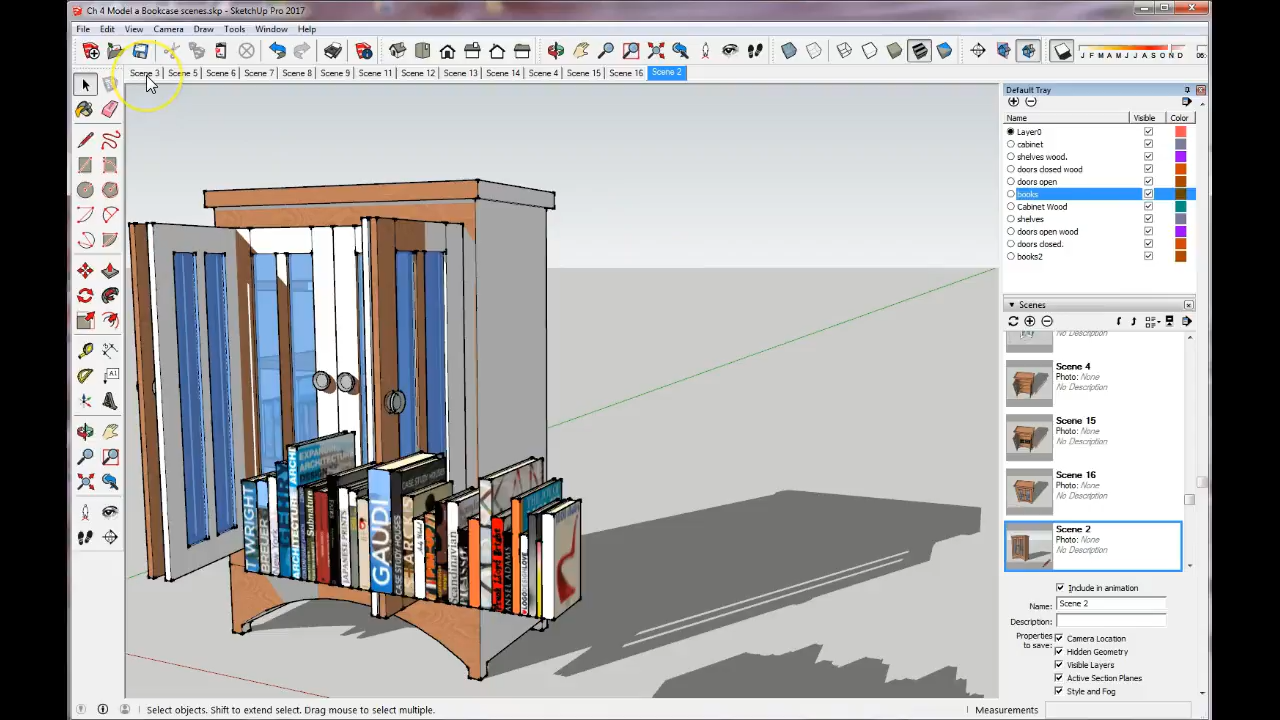 Ch 4 Model a Bookcase scenes.skp - SketchUp Pro 2017
File Edit View Camera Draw Tools Window Help
J F M A M J J A S O N D
Scene 3 Scene 5 Scene 6 Scene 7 Scene 8 Scene 9 Scene 11 Scene 12 Scene 13 Scene 14 Scene 4 Scene 15 Scene 16 Scene 2
Default Tray
Name Visible Color
Layer0
cabinet
shelves wood.
doors closed wood
doors open
books
Cabinet Wood
shelves
doors open wood
doors closed.
books2
Scenes
No Description
Scene 4
Photo: None
No Description
Scene 15
Photo: None
No Description
Scene 16
Photo: None
No Description
Scene 2
Photo: None
No Description
Include in animation
Name: Scene 2
Description:
Properties to save:
Camera Location
Hidden Geometry
Visible Layers
Active Section Planes
Style and Fog
T WRIGHT
BREUER
JAPANESE PRINTS
GAUDI
CASE STUDY HOUSES
ANSEL ADAMS
Select objects. Shift to extend select. Drag mouse to select multiple.
Measurements